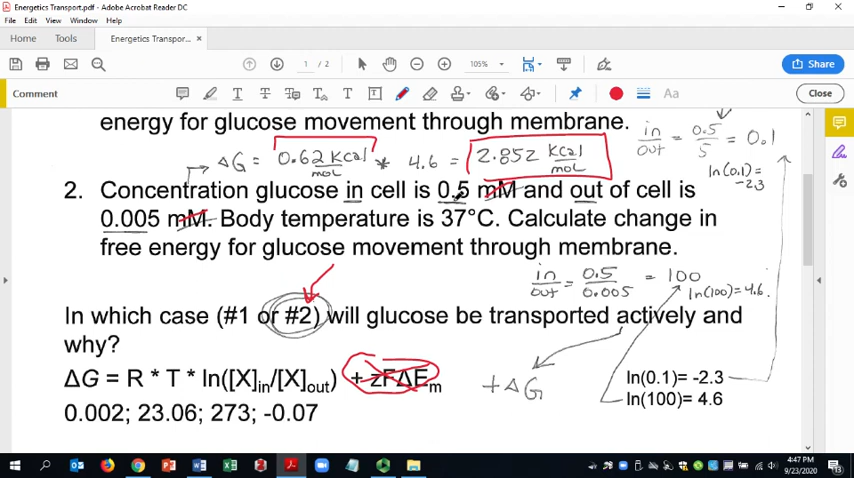 Energetics Transport.pdf - Adobe Acrobat Reader DC
File Edit View Window Help
Home Tools Energetics Transpor... ×
1 / 2 105% Share
Comment Aa Close
energy for glucose movement through membrane.
in/out = 0.5/5 = 0.1
ln(0.1) =
-2.3
ΔG = 0.62 Kcal/mol * 4.6 = 2.852 Kcal/mol
2. Concentration glucose in cell is 0.5 mM and out of cell is
0.005 mM. Body temperature is 37°C. Calculate change in
free energy for glucose movement through membrane.
in/out = 0.5/0.005 = 100
ln(100) = 4.6
In which case (#1 or #2) will glucose be transported actively and
why?
ΔG = R * T * ln([X]in/[X]out) + zFΔEm
+ΔG
ln(0.1)= -2.3
ln(100)= 4.6
0.002; 23.06; 273; -0.07
4:47 PM
9/23/2020